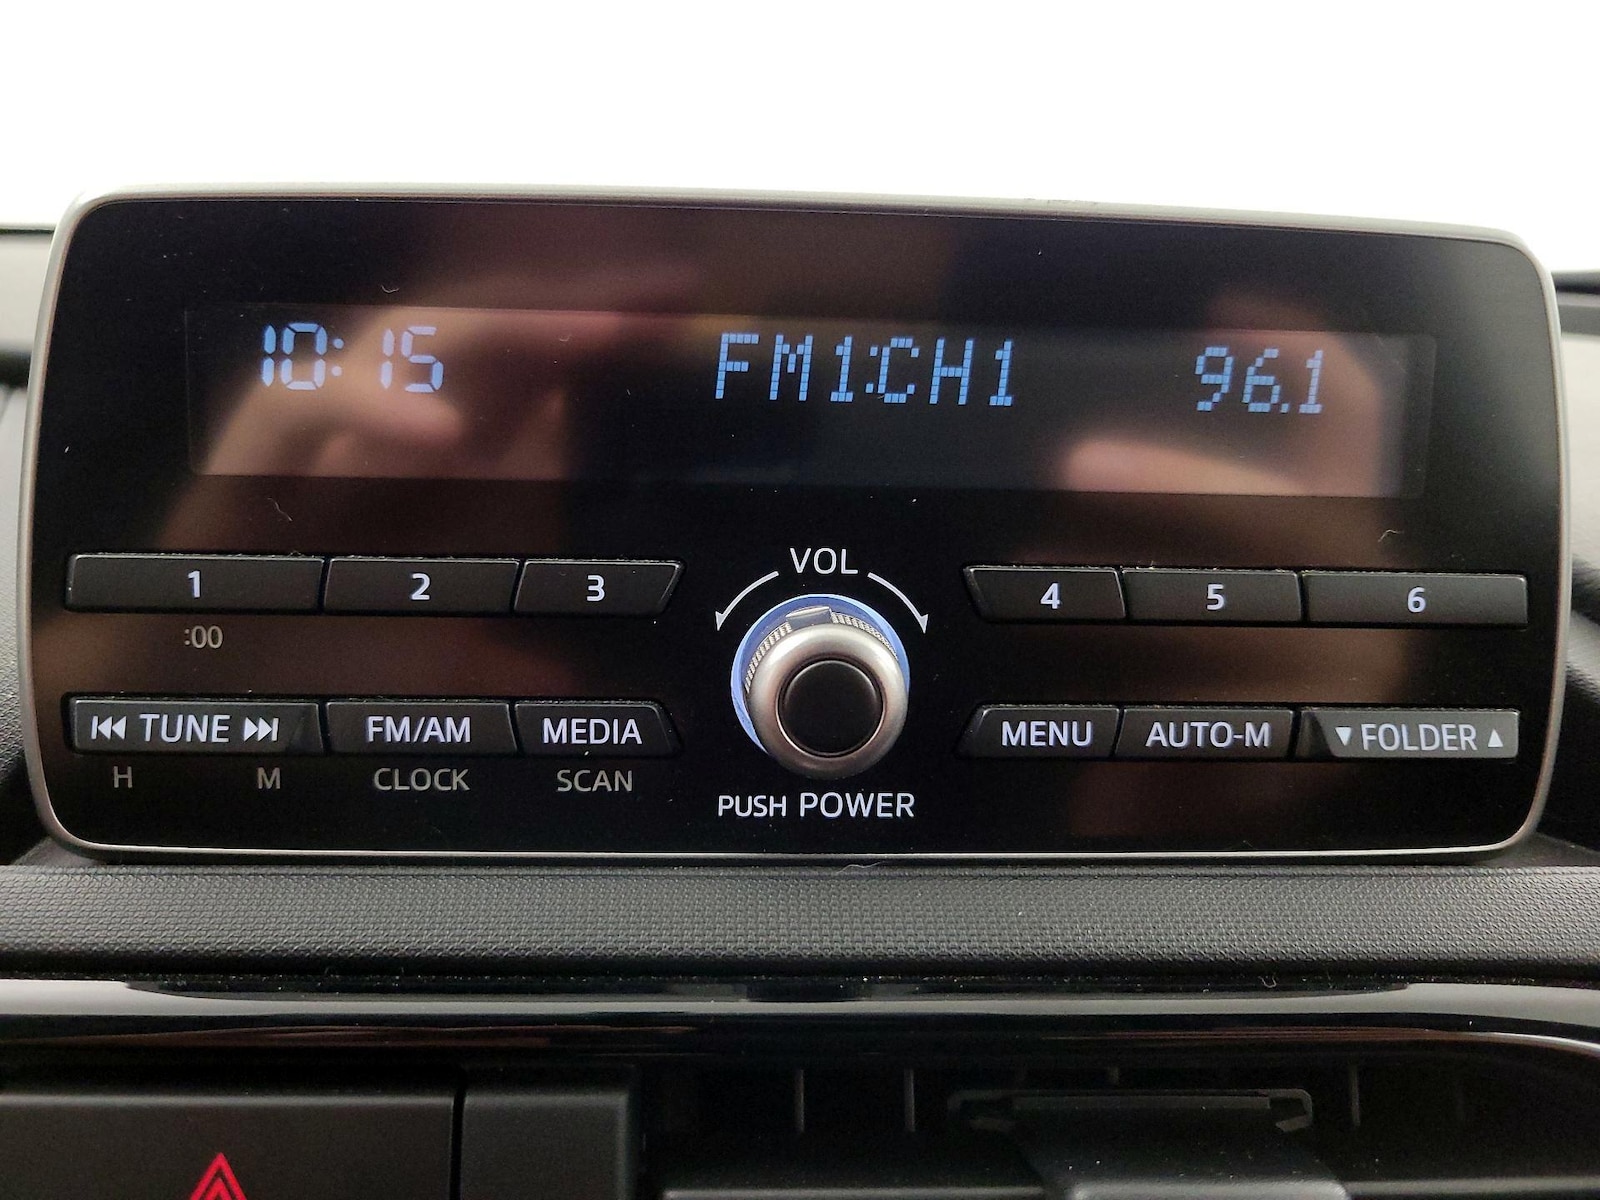 10:15 FM1:CH1 96.1
VOL
1 2 3 4 5 6
:00
⏮ TUNE ⏭ FM/AM MEDIA MENU AUTO-M ▼ FOLDER ▲
H M CLOCK SCAN
PUSH POWER